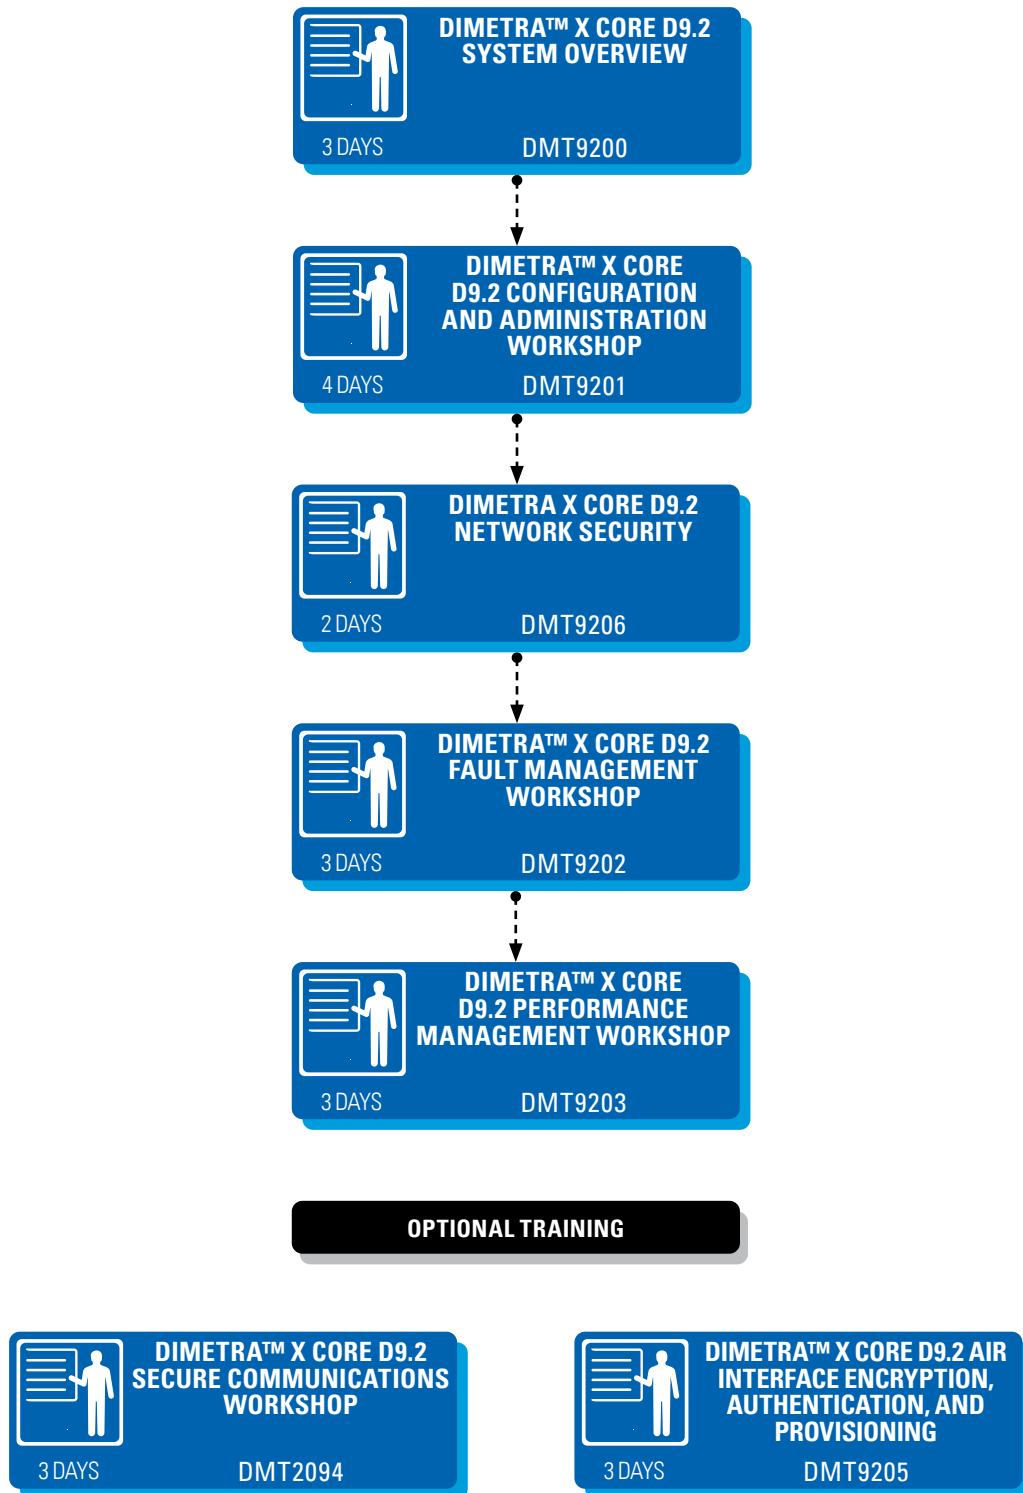 DIMETRA™ X CORE D9.2
SYSTEM OVERVIEW
3 DAYS
DMT9200
DIMETRA™ X CORE
D9.2 CONFIGURATION
AND ADMINISTRATION
WORKSHOP
4 DAYS
DMT9201
DIMETRA X CORE D9.2
NETWORK SECURITY
2 DAYS
DMT9206
DIMETRA™ X CORE D9.2
FAULT MANAGEMENT
WORKSHOP
3 DAYS
DMT9202
DIMETRA™ X CORE
D9.2 PERFORMANCE
MANAGEMENT WORKSHOP
3 DAYS
DMT9203
OPTIONAL TRAINING
DIMETRA™ X CORE D9.2
SECURE COMMUNICATIONS
WORKSHOP
3 DAYS
DMT2094
DIMETRA™ X CORE D9.2 AIR
INTERFACE ENCRYPTION,
AUTHENTICATION, AND
PROVISIONING
3 DAYS
DMT9205